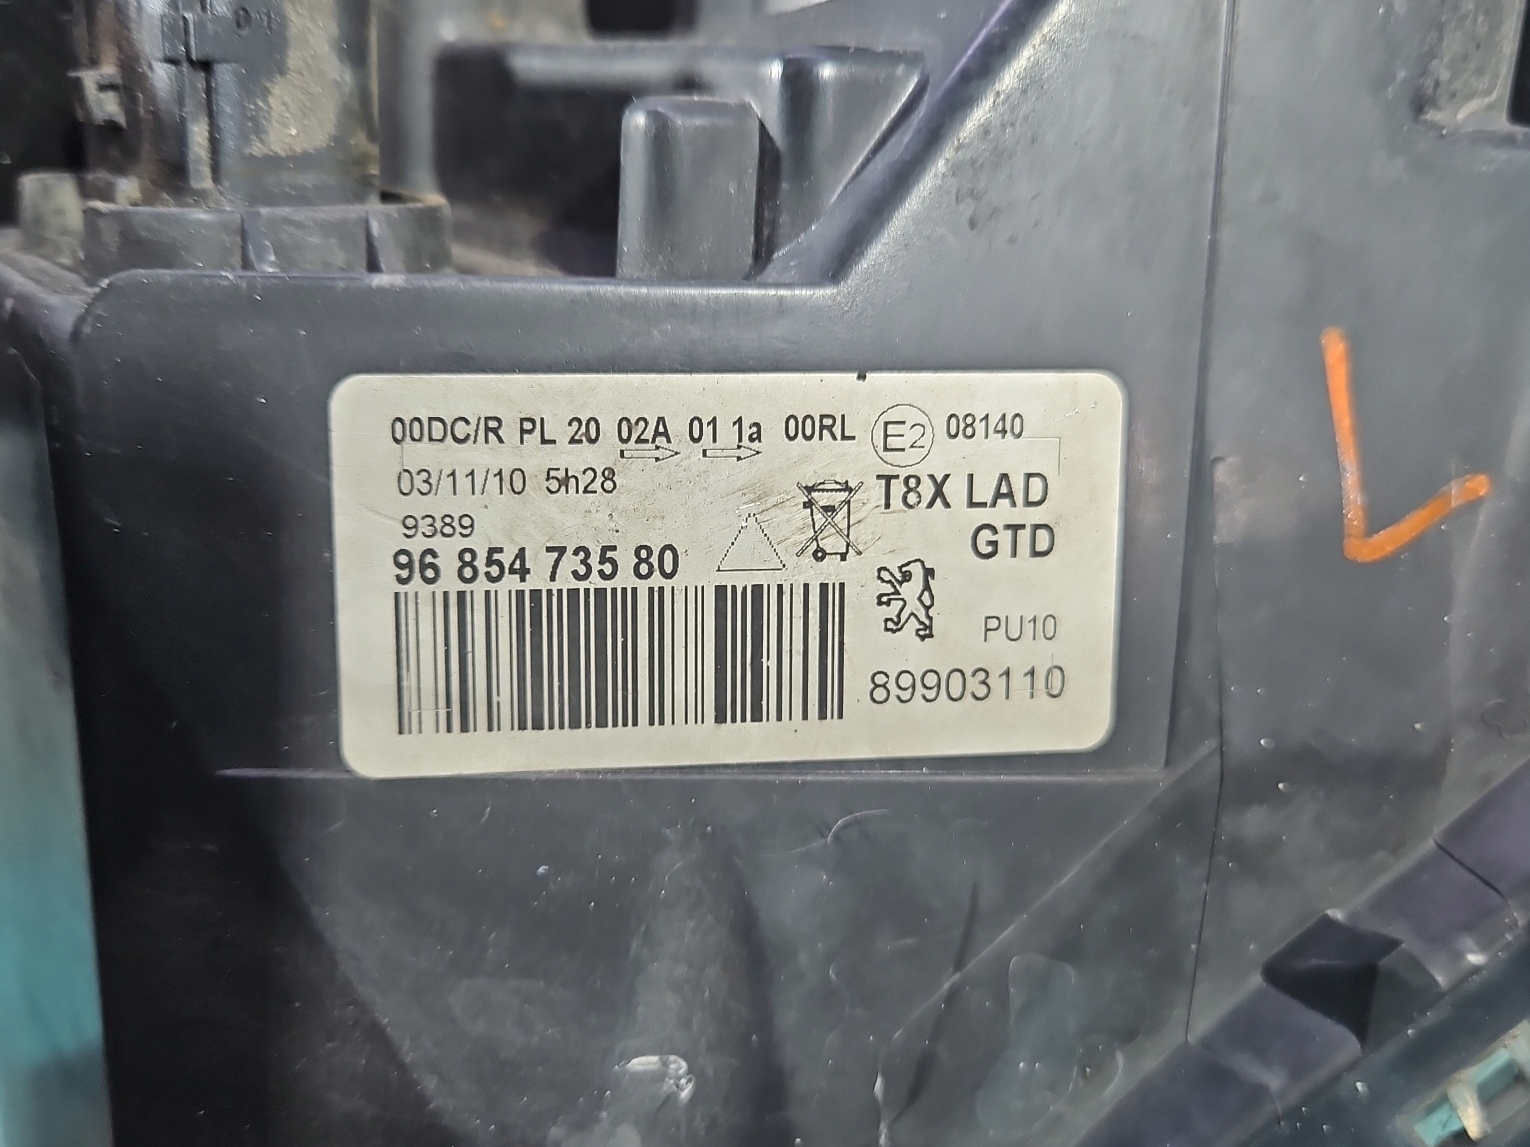 00DC/R PL 20 02A 01 1a 00RL E2 08140
03/11/10 5h28
T8X LAD
9389
GTD
96 854 735 80
PU10
89903110
L